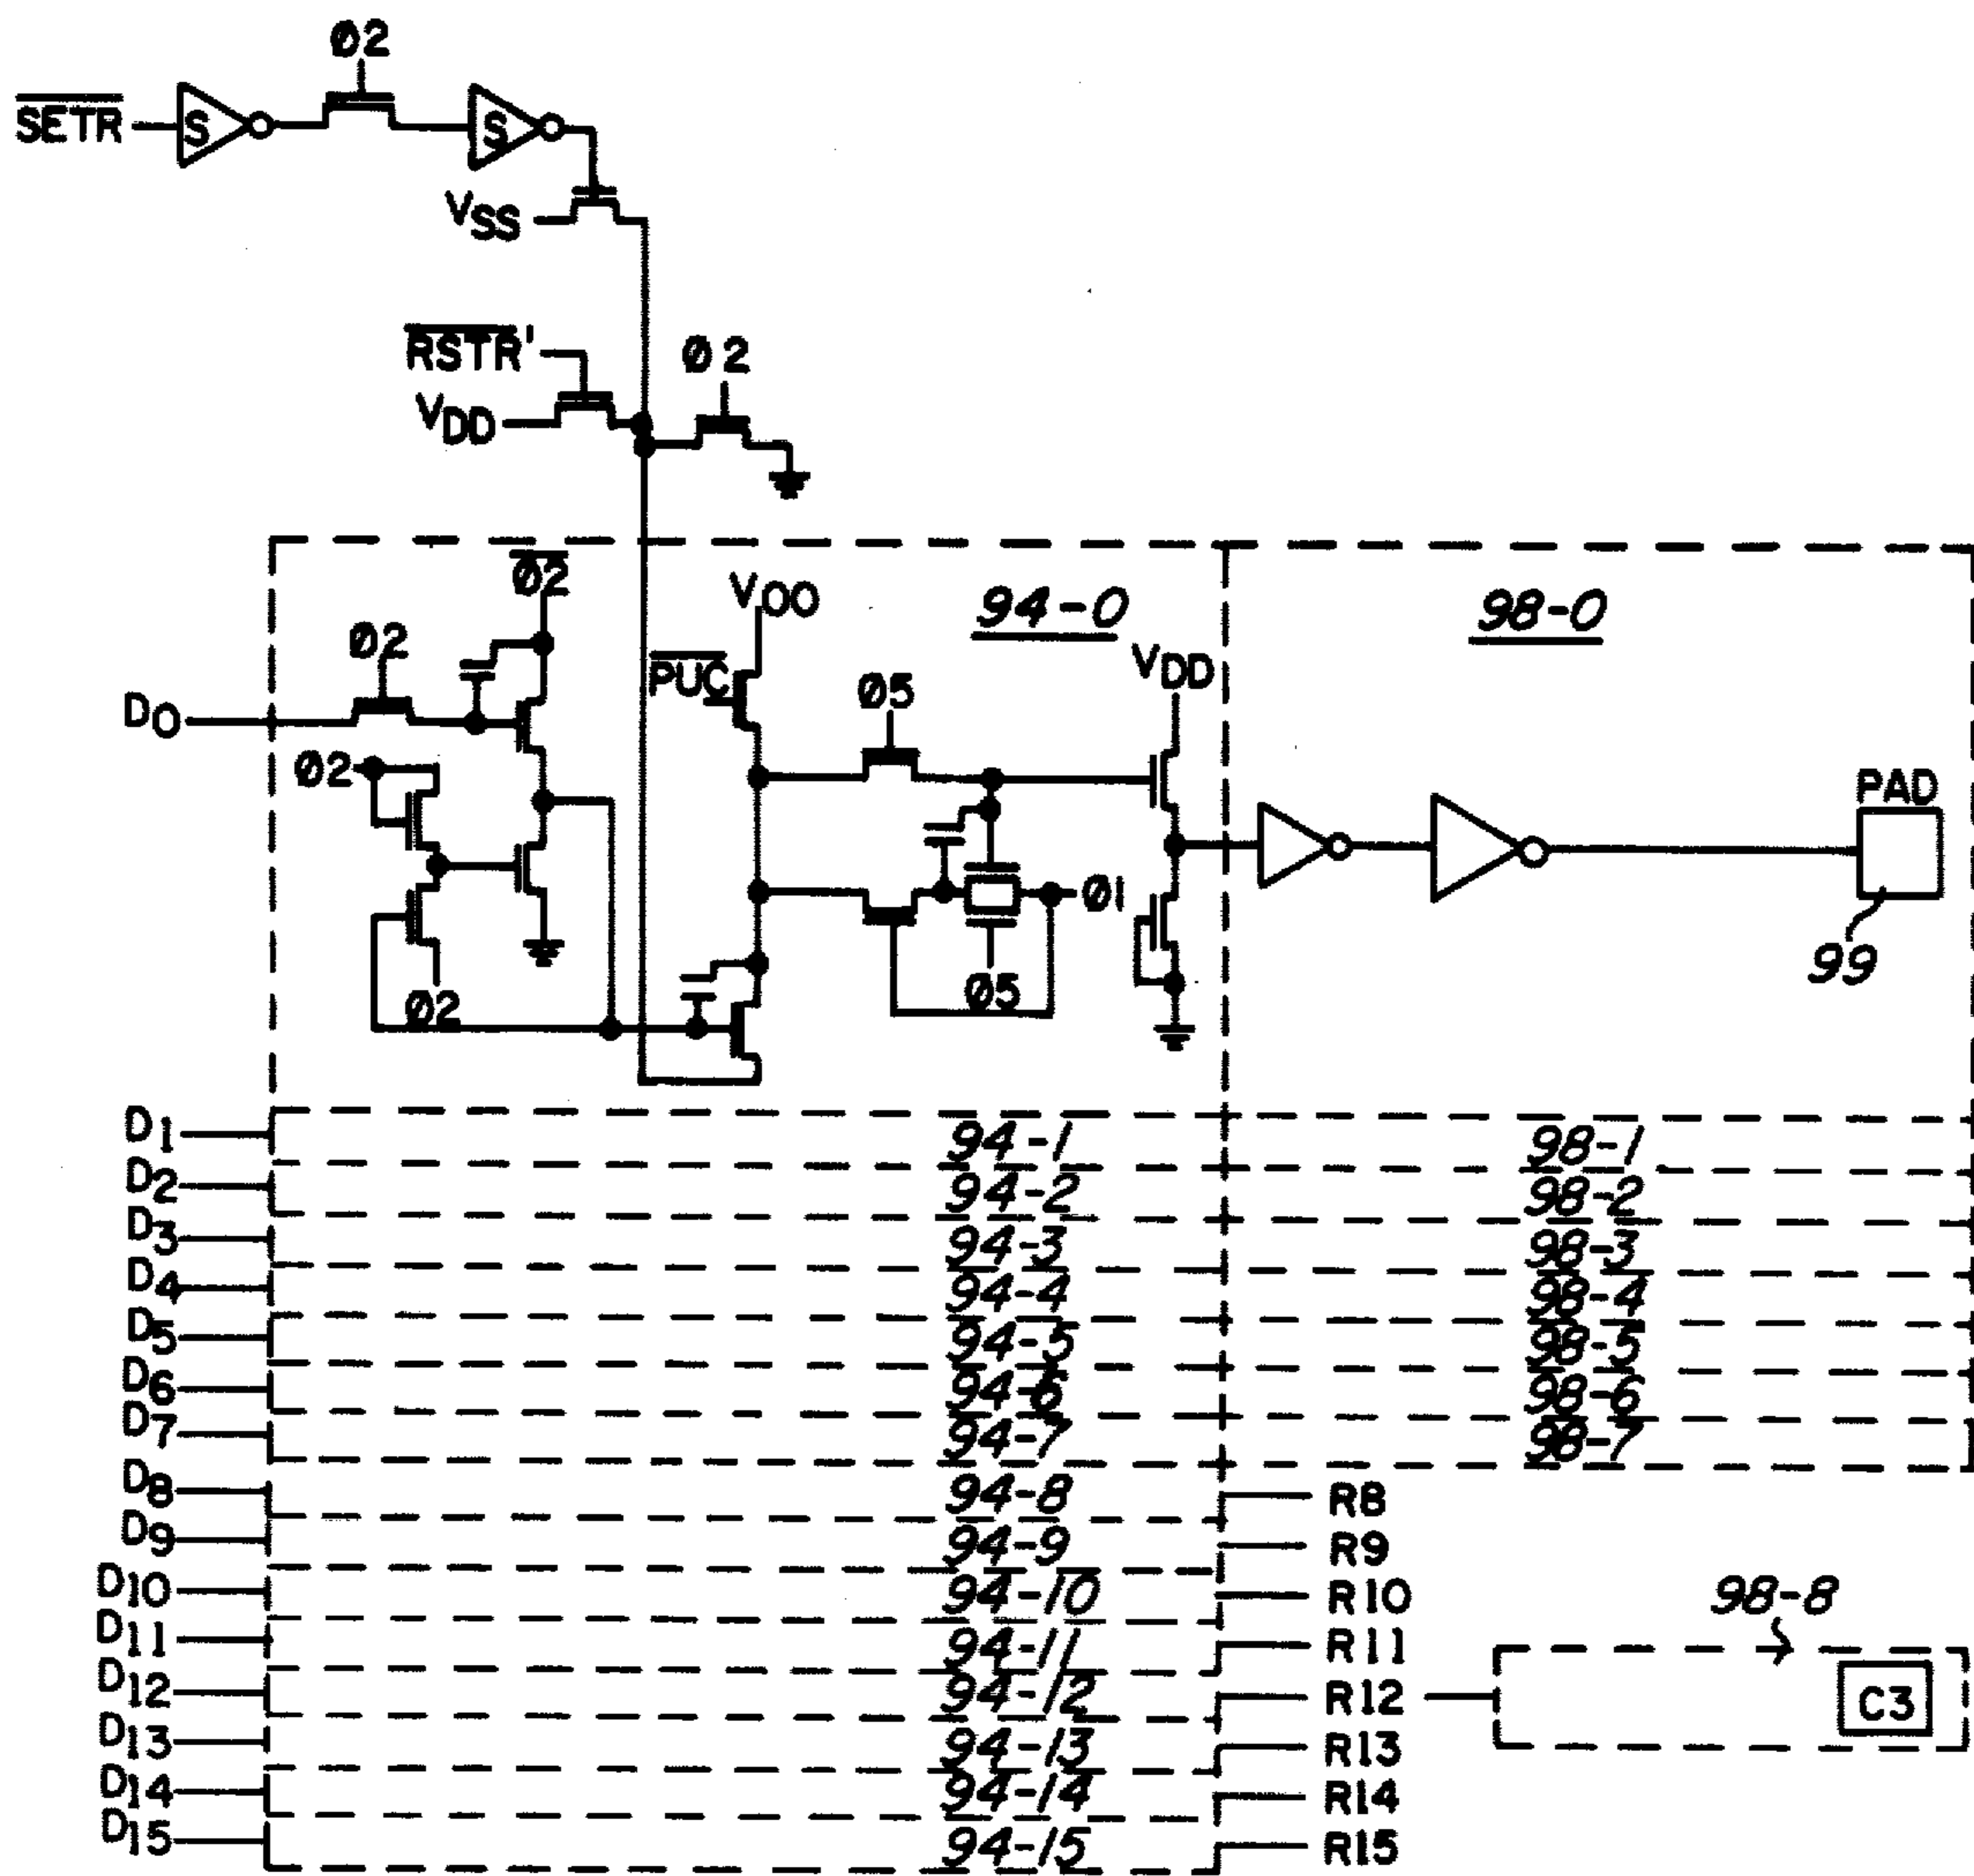 Ø2
SETR
S
S
VSS
RSTR'
Ø2
VDD
Ø2
VOO
94-0
98-0
Ø2
PUC
VDD
DO
Ø5
Ø2
PAD
Ø1
99
Ø2
Ø5
D1
94-1
98-1
D2
94-2
98-2
D3
94-3
98-3
D4
94-4
98-4
D5
94-5
98-5
D6
94-6
98-6
D7
94-7
98-7
D8
94-8
R8
D9
94-9
R9
D10
94-10
R10
98-8
D11
94-11
R11
D12
94-12
R12
C3
D13
94-13
R13
D14
94-14
R14
D15
94-15
R15